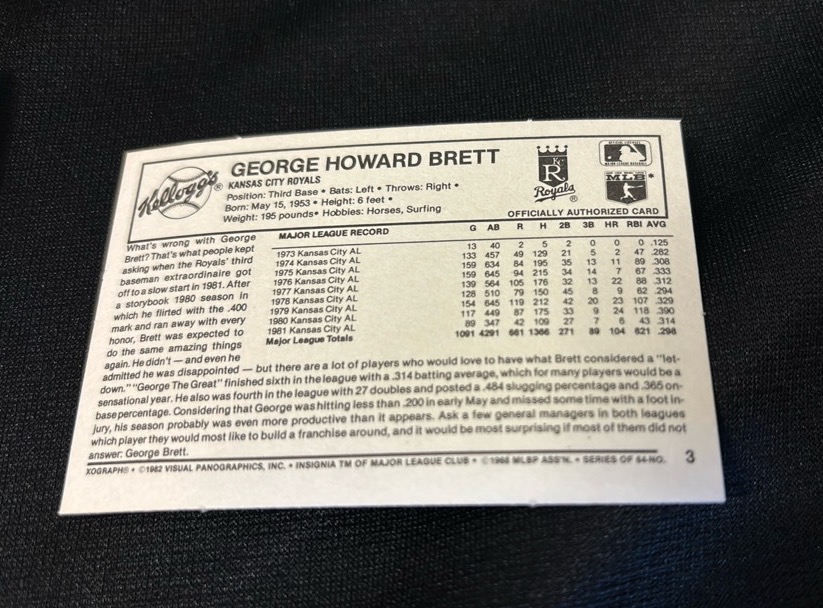 Kellogg's®
GEORGE HOWARD BRETT
KANSAS CITY ROYALS
Position: Third Base • Bats: Left • Throws: Right •
Born: May 15, 1953 • Height: 6 feet •
Weight: 195 pounds• Hobbies: Horses, Surfing
KC
R
Royals®
MLB*
OFFICIALLY AUTHORIZED CARD
What's wrong with George
Brett? That's what people kept
asking when the Royals' third
baseman extraordinaire got
off to a slow start in 1981. After
a storybook 1980 season in
which he flirted with the .400
mark and ran away with every
honor, Brett was expected to
do the same amazing things
again. He didn't — and even he
MAJOR LEAGUE RECORD G AB R H 2B 3B HR RBI AVG
1973 Kansas City AL 13 40 2 5 2 0 0 0 .125
1974 Kansas City AL 133 457 49 129 21 5 2 47 .282
1975 Kansas City AL 159 634 84 195 35 13 11 89 .308
1976 Kansas City AL 159 645 94 215 34 14 7 67 .333
1977 Kansas City AL 139 564 105 176 32 13 22 88 .312
1978 Kansas City AL 128 510 79 150 45 8 9 62 .294
1979 Kansas City AL 154 645 119 212 42 20 23 107 .329
1980 Kansas City AL 117 449 87 175 33 9 24 118 .390
1981 Kansas City AL 89 347 42 109 27 7 6 43 .314
Major League Totals 1091 4291 661 1366 271 89 104 621 .298
admitted he was disappointed — but there are a lot of players who would love to have what Brett considered a "let-
down." "George The Great" finished sixth in the league with a .314 batting average, which for many players would be a
sensational year. He also was fourth in the league with 27 doubles and posted a .484 slugging percentage and .365 on-
base percentage. Considering that George was hitting less than .200 in early May and missed some time with a foot in-
jury, his season probably was even more productive than it appears. Ask a few general managers in both leagues
which player they would most like to build a franchise around, and it would be most surprising if most of them did not
answer: George Brett.
XOGRAPH® • ©1982 VISUAL PANOGRAPHICS, INC. • INSIGNIA TM OF MAJOR LEAGUE CLUB • ©1968 MLBP ASS'N. • SERIES OF 64-NO. 3